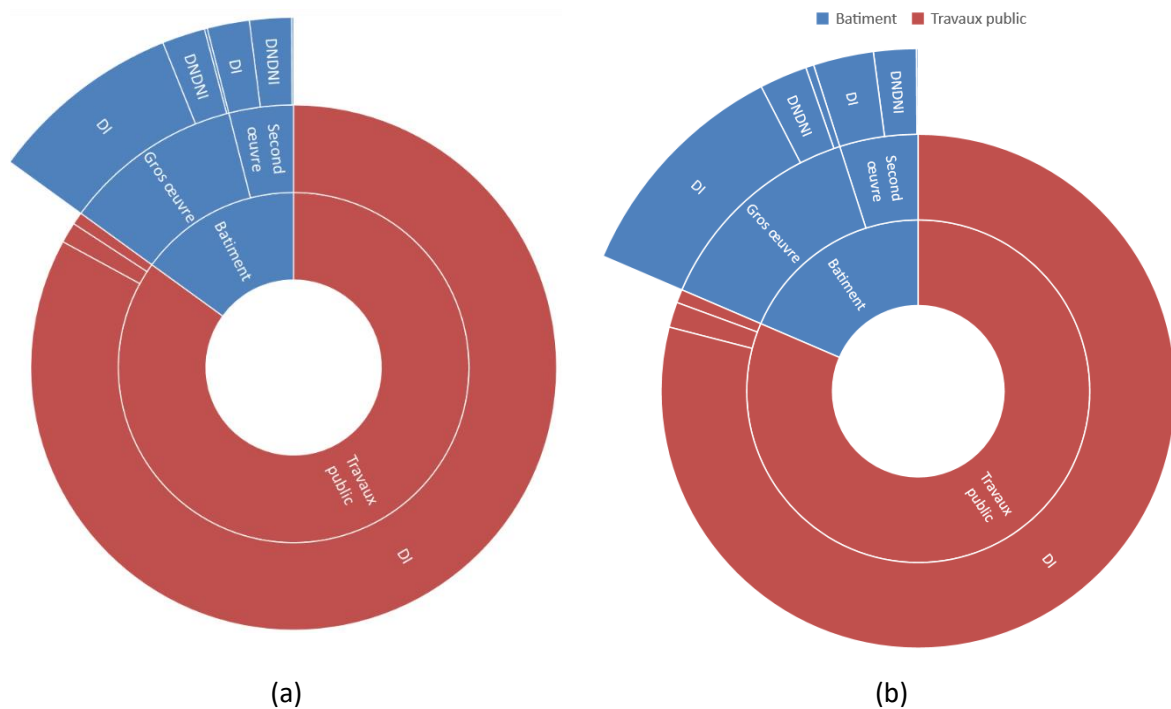 Batiment
Travaux public
DI
DNDNI
DI
DNDNI
Gros œuvre
Second
œuvre
Batiment
Travaux
public
DI
(a)
DI
DNDNI
DI
DNDNI
Gros œuvre
Second
œuvre
Batiment
Travaux
public
DI
(b)